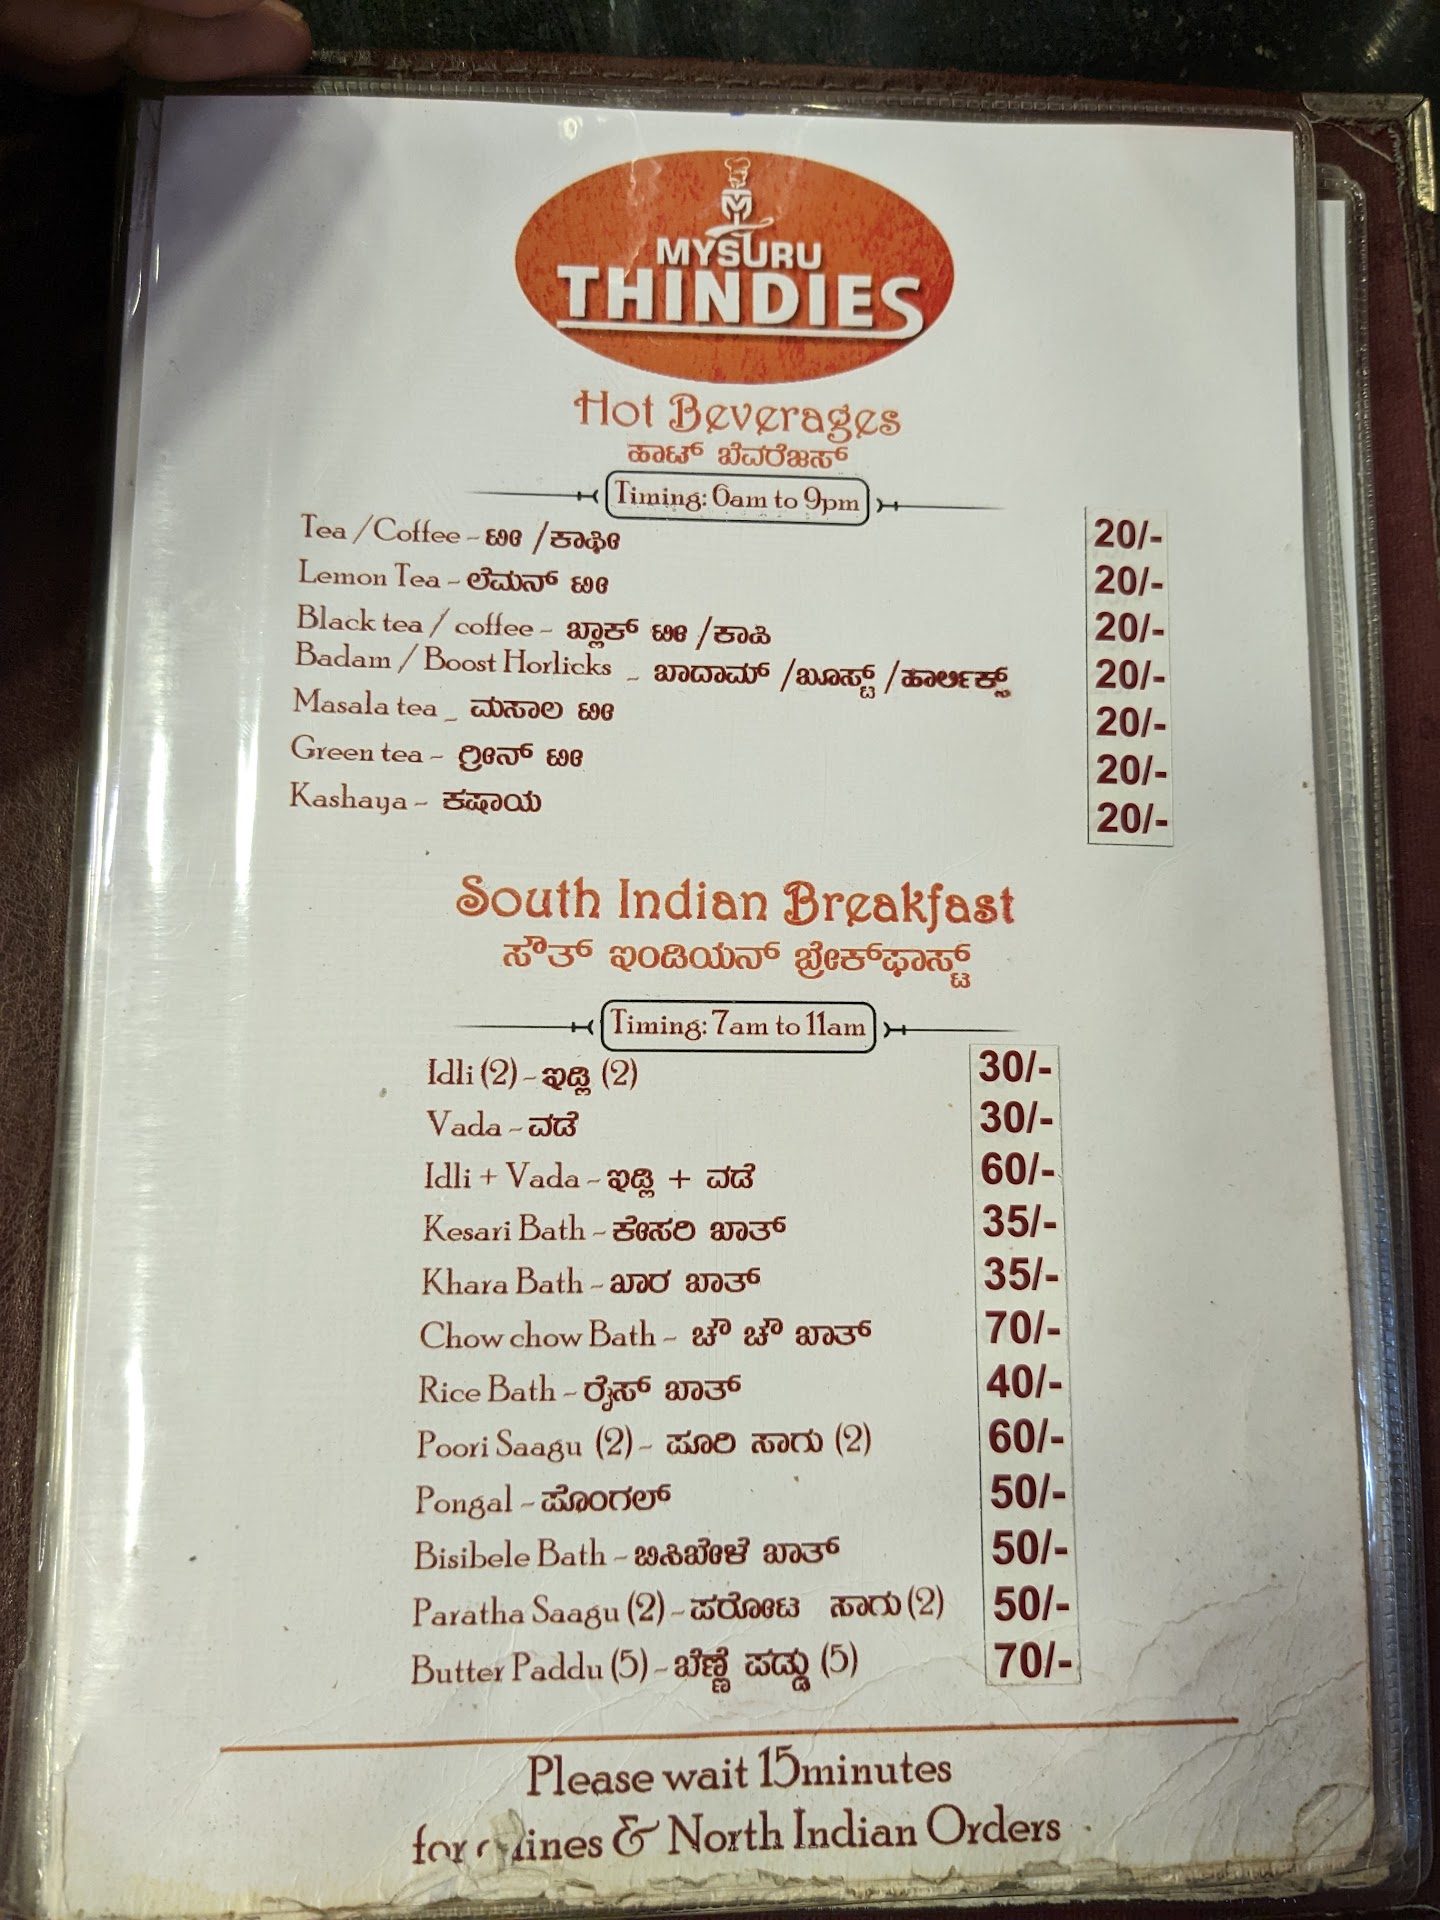 MYSURU
THINDIES
Hot Beverages
ಹಾಟ್ ಬೆವರೆಜಸ್
Timing: 6am to 9pm
Tea / Coffee - ಟೀ / ಕಾಫೀ 20/-
Lemon Tea - ಲೆಮನ್ ಟೀ 20/-
Black tea / coffee - ಬ್ಲಾಕ್ ಟೀ / ಕಾಪಿ 20/-
Badam / Boost Horlicks - ಬಾದಾಮ್ / ಬೂಸ್ಟ್ / ಹಾರ್ಲಿಕ್ಸ್ 20/-
Masala tea - ಮಸಾಲ ಟೀ 20/-
Green tea - ಗ್ರೀನ್ ಟೀ 20/-
Kashaya - ಕಷಾಯ 20/-
South Indian Breakfast
ಸೌತ್ ಇಂಡಿಯನ್ ಬ್ರೇಕ್‌ಫಾಸ್ಟ್
Timing: 7am to 11am
Idli (2) - ಇಡ್ಲಿ (2) 30/-
Vada - ವಡೆ 30/-
Idli + Vada - ಇಡ್ಲಿ + ವಡೆ 60/-
Kesari Bath - ಕೇಸರಿ ಬಾತ್ 35/-
Khara Bath - ಖಾರ ಬಾತ್ 35/-
Chow chow Bath - ಚೌ ಚೌ ಬಾತ್ 70/-
Rice Bath - ರೈಸ್ ಬಾತ್ 40/-
Poori Saagu (2) - ಪೂರಿ ಸಾಗು (2) 60/-
Pongal - ಪೊಂಗಲ್ 50/-
Bisibele Bath - ಬಿಸಿಬೇಳೆ ಬಾತ್ 50/-
Paratha Saagu (2) - ಪರೋಟ ಸಾಗು (2) 50/-
Butter Paddu (5) - ಬೆಣ್ಣೆ ಪಡ್ಡು (5) 70/-
Please wait 15minutes
for & North Indian Orders